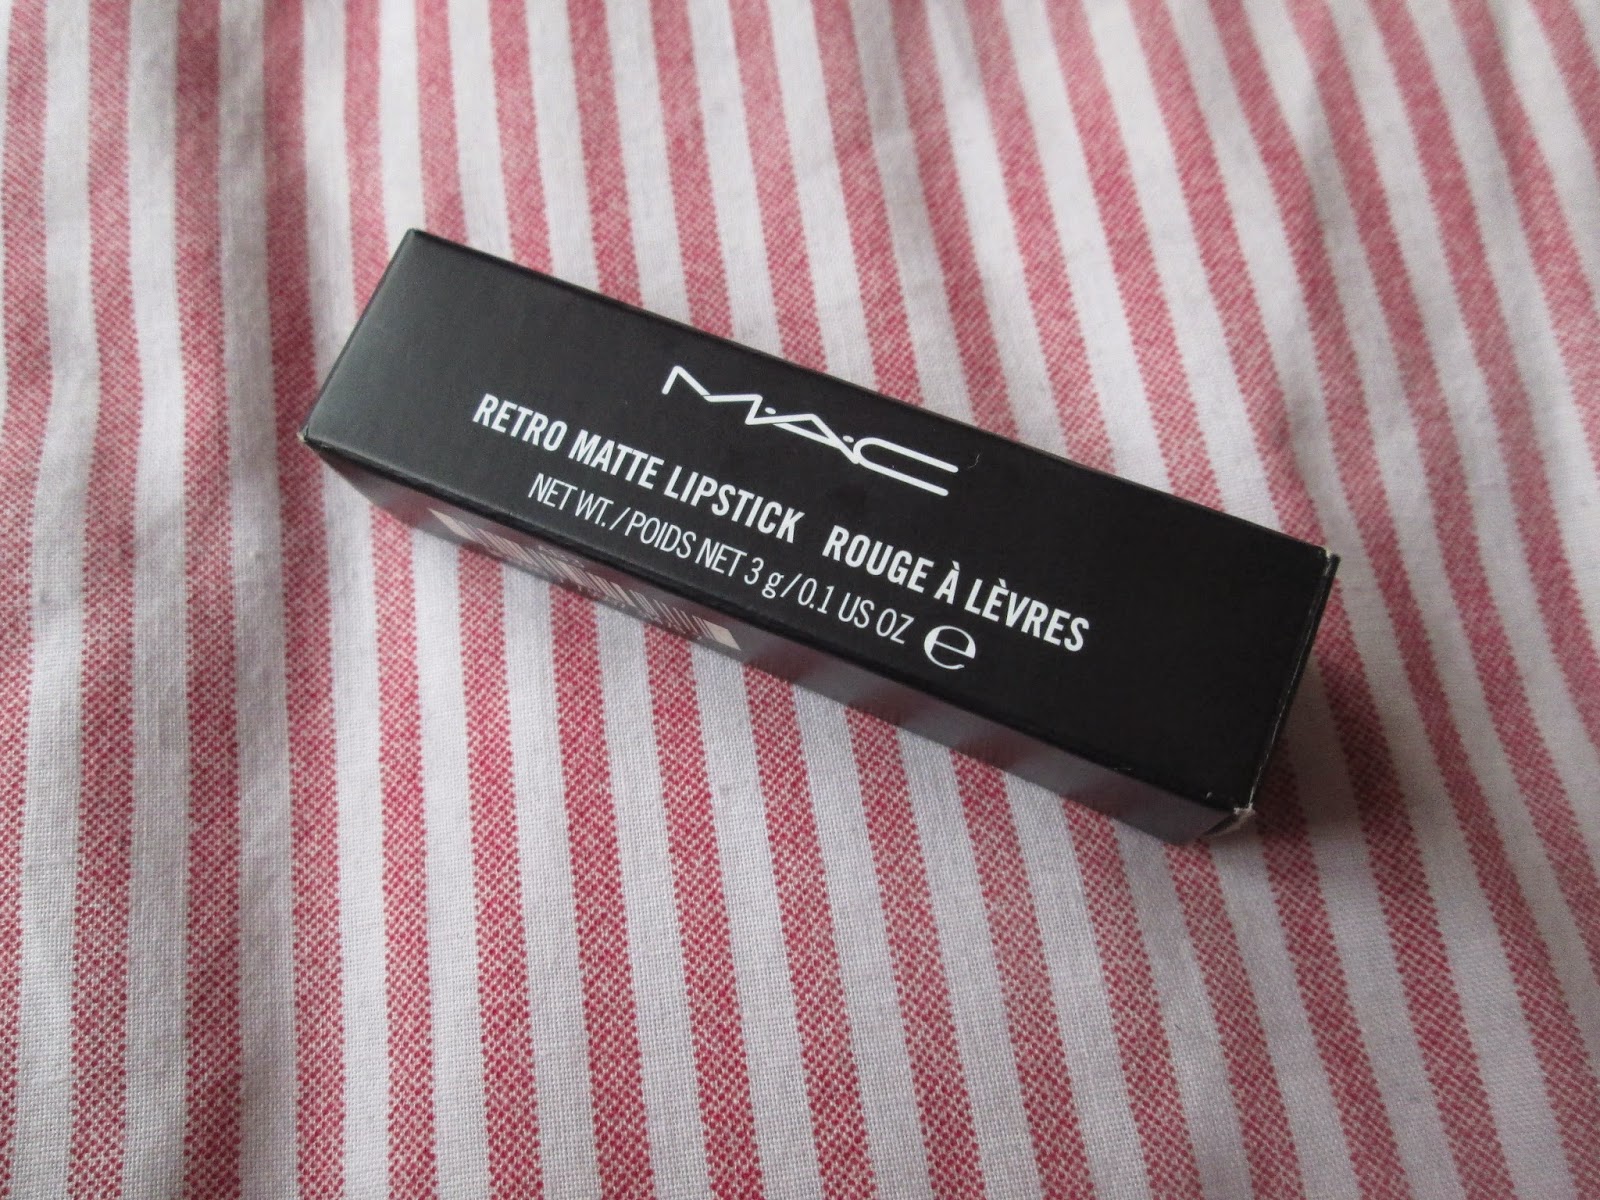 M·A·C
RETRO MATTE LIPSTICK ROUGE À LÈVRES
NET WT./POIDS NET 3 g/0.1 US OZ ℮